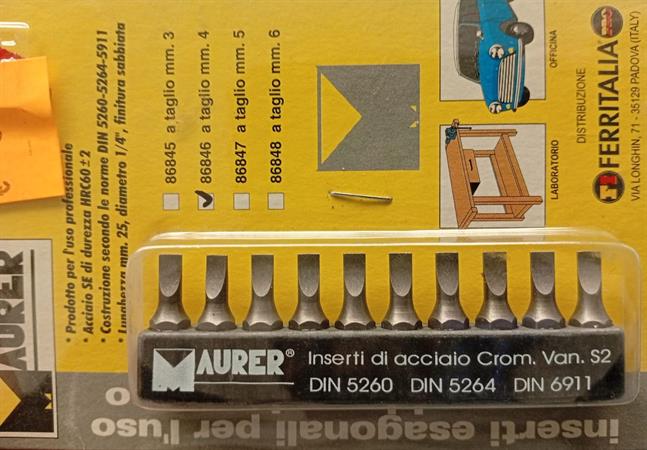 MAURER
• Prodotto per l'uso professionale
• Acciaio SE di durezza HRC60±2
• Costruzione secondo le norme DIN 5260-5264-5911
• Lunghezza mm. 25, diametro 1/4", finitura sabbiata
86845 a taglio mm. 3
86846 a taglio mm. 4
86847 a taglio mm. 5
86848 a taglio mm. 6
OFFICINA
LABORATORIO
DISTRIBUZIONE
FERRITALIA PRO
VIA LONGHIN, 71 - 35129 PADOVA (ITALY)
MAURER®
Inserti di acciaio Crom. Van. S2
DIN 5260 DIN 5264 DIN 6911
inserti esagonali per l'uso